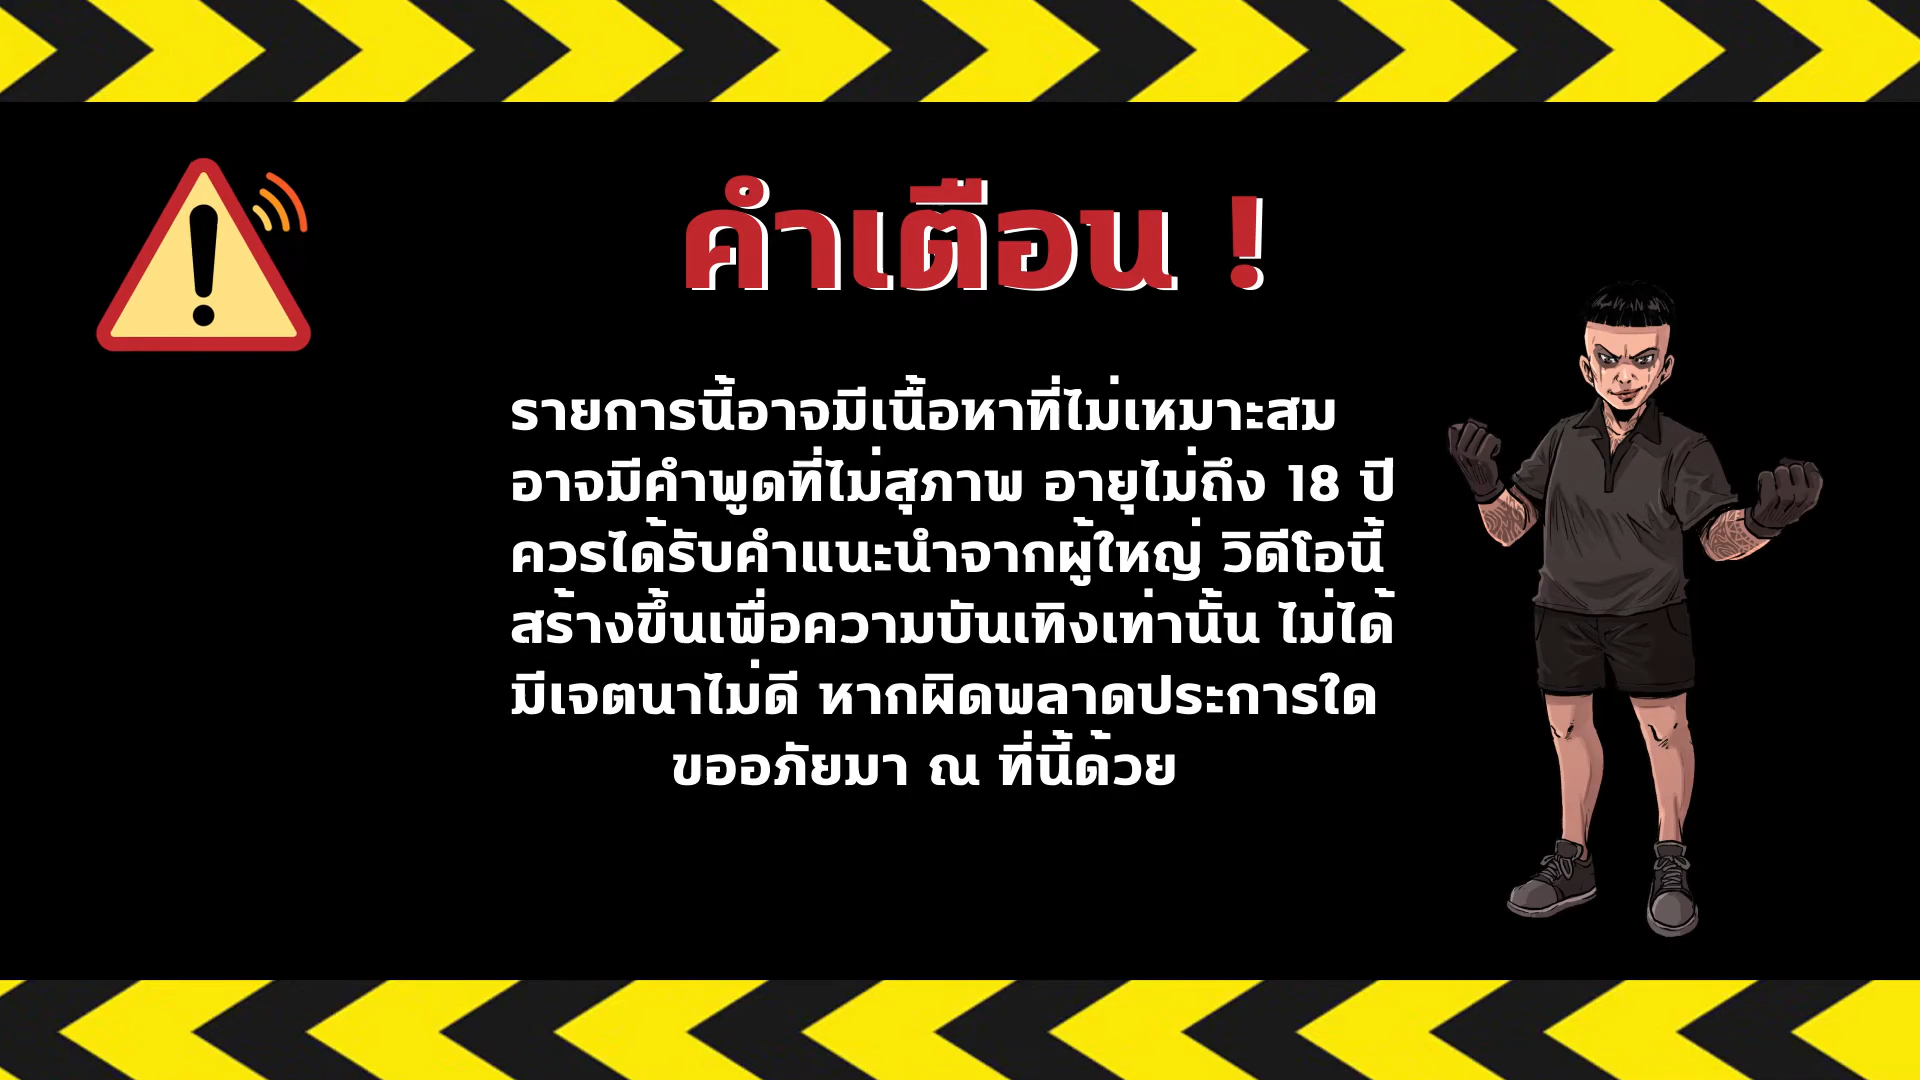 คำเตือน !
รายการนี้อาจมีเนื้อหาที่ไม่เหมาะสม
อาจมีคำพูดที่ไม่สุภาพ อายุไม่ถึง 18 ปี
ควรได้รับคำแนะนำจากผู้ใหญ่ วิดีโอนี้
สร้างขึ้นเพื่อความบันเทิงเท่านั้น ไม่ได้
มีเจตนาไม่ดี หากผิดพลาดประการใด
ขออภัยมา ณ ที่นี้ด้วย